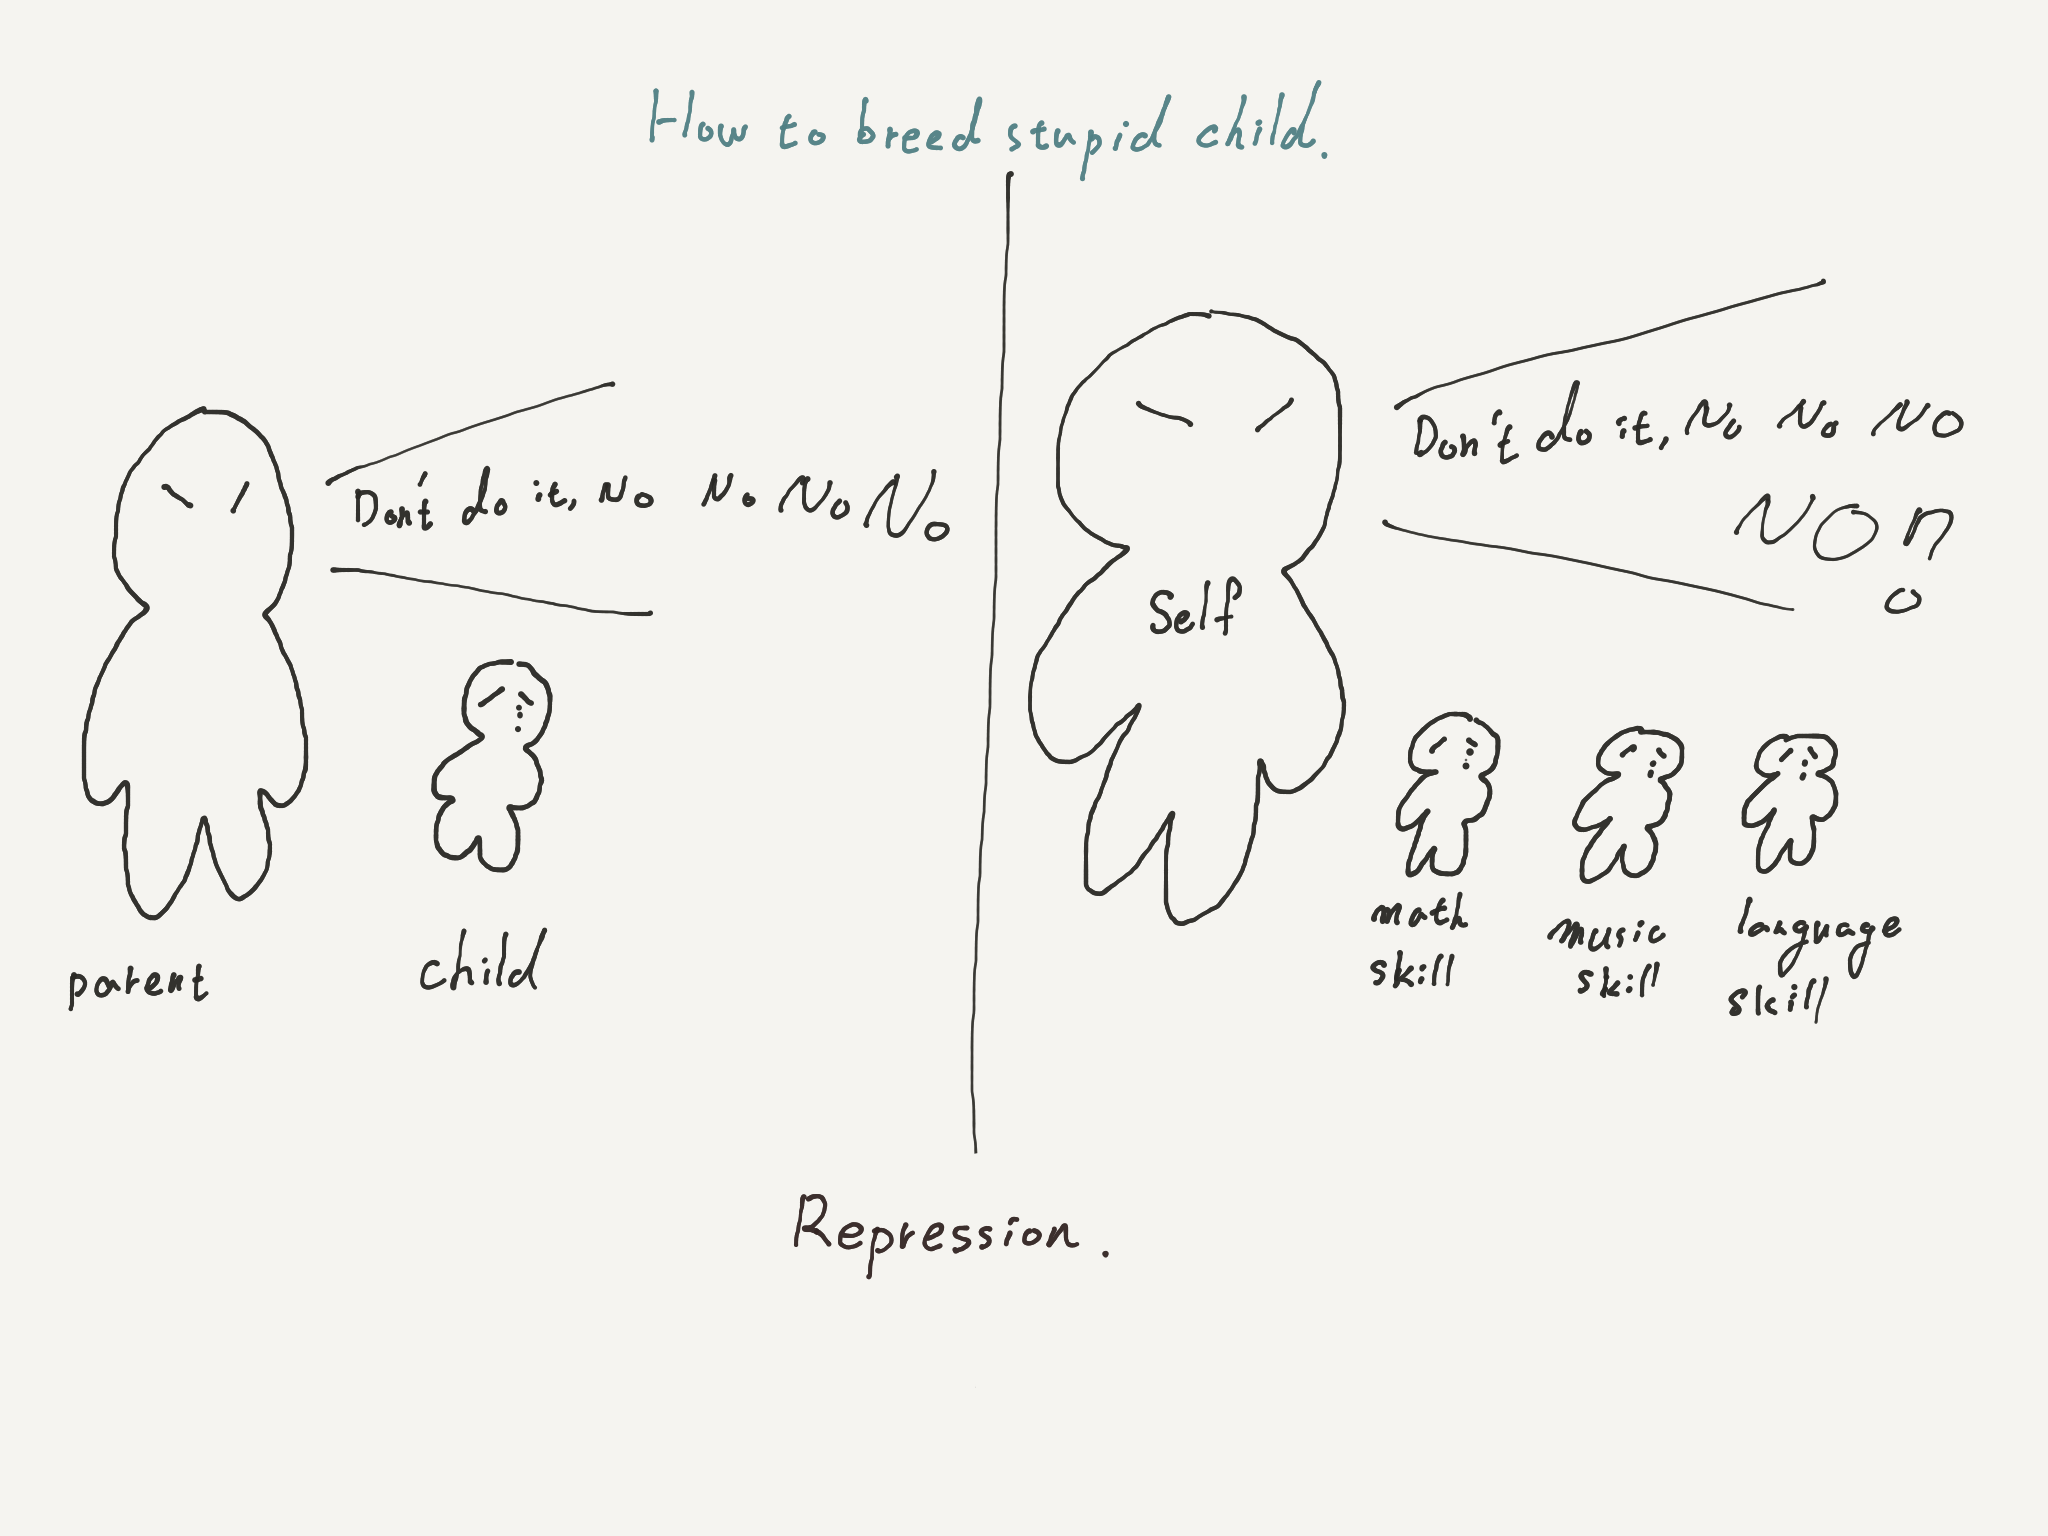 How to breed stupid child.
Don't do it, No No No No
parent
child
Don't do it, No No NO
NO n
o
Self
math
skill
music
skill
language
skill
Repression.